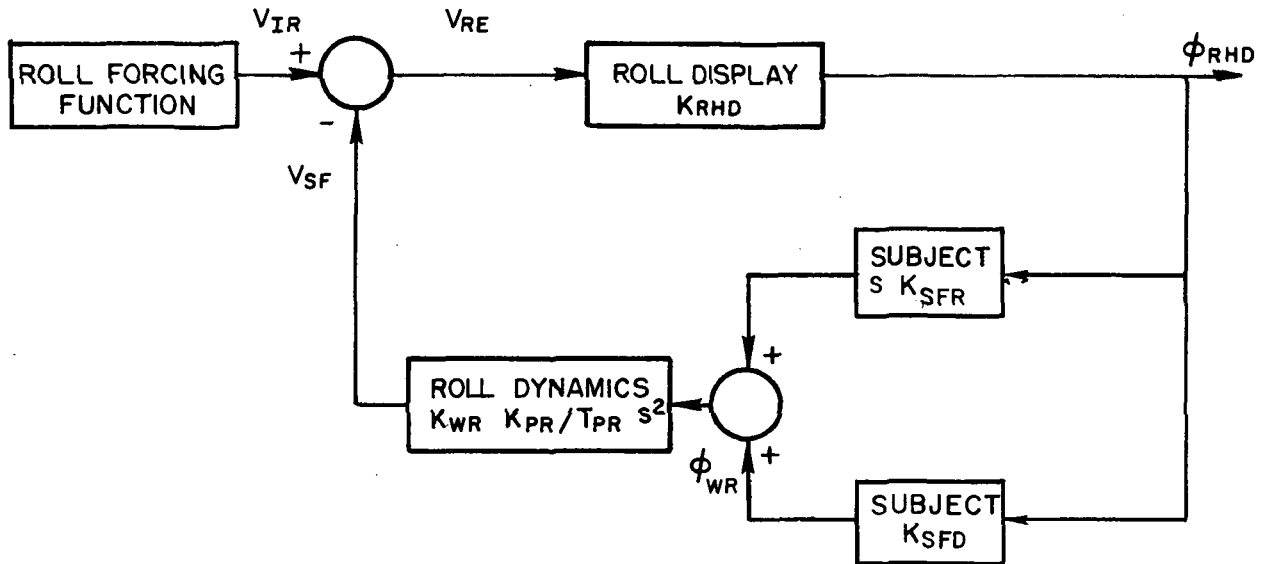 V_IR
V_RE
ϕ_RHD
+
ROLL FORCING
FUNCTION
ROLL DISPLAY
K_RHD
-
V_SF
SUBJECT
S K_SFR
+
ROLL DYNAMICS
K_WR K_PR/T_PR S²
+
ϕ_WR
SUBJECT
K_SFD